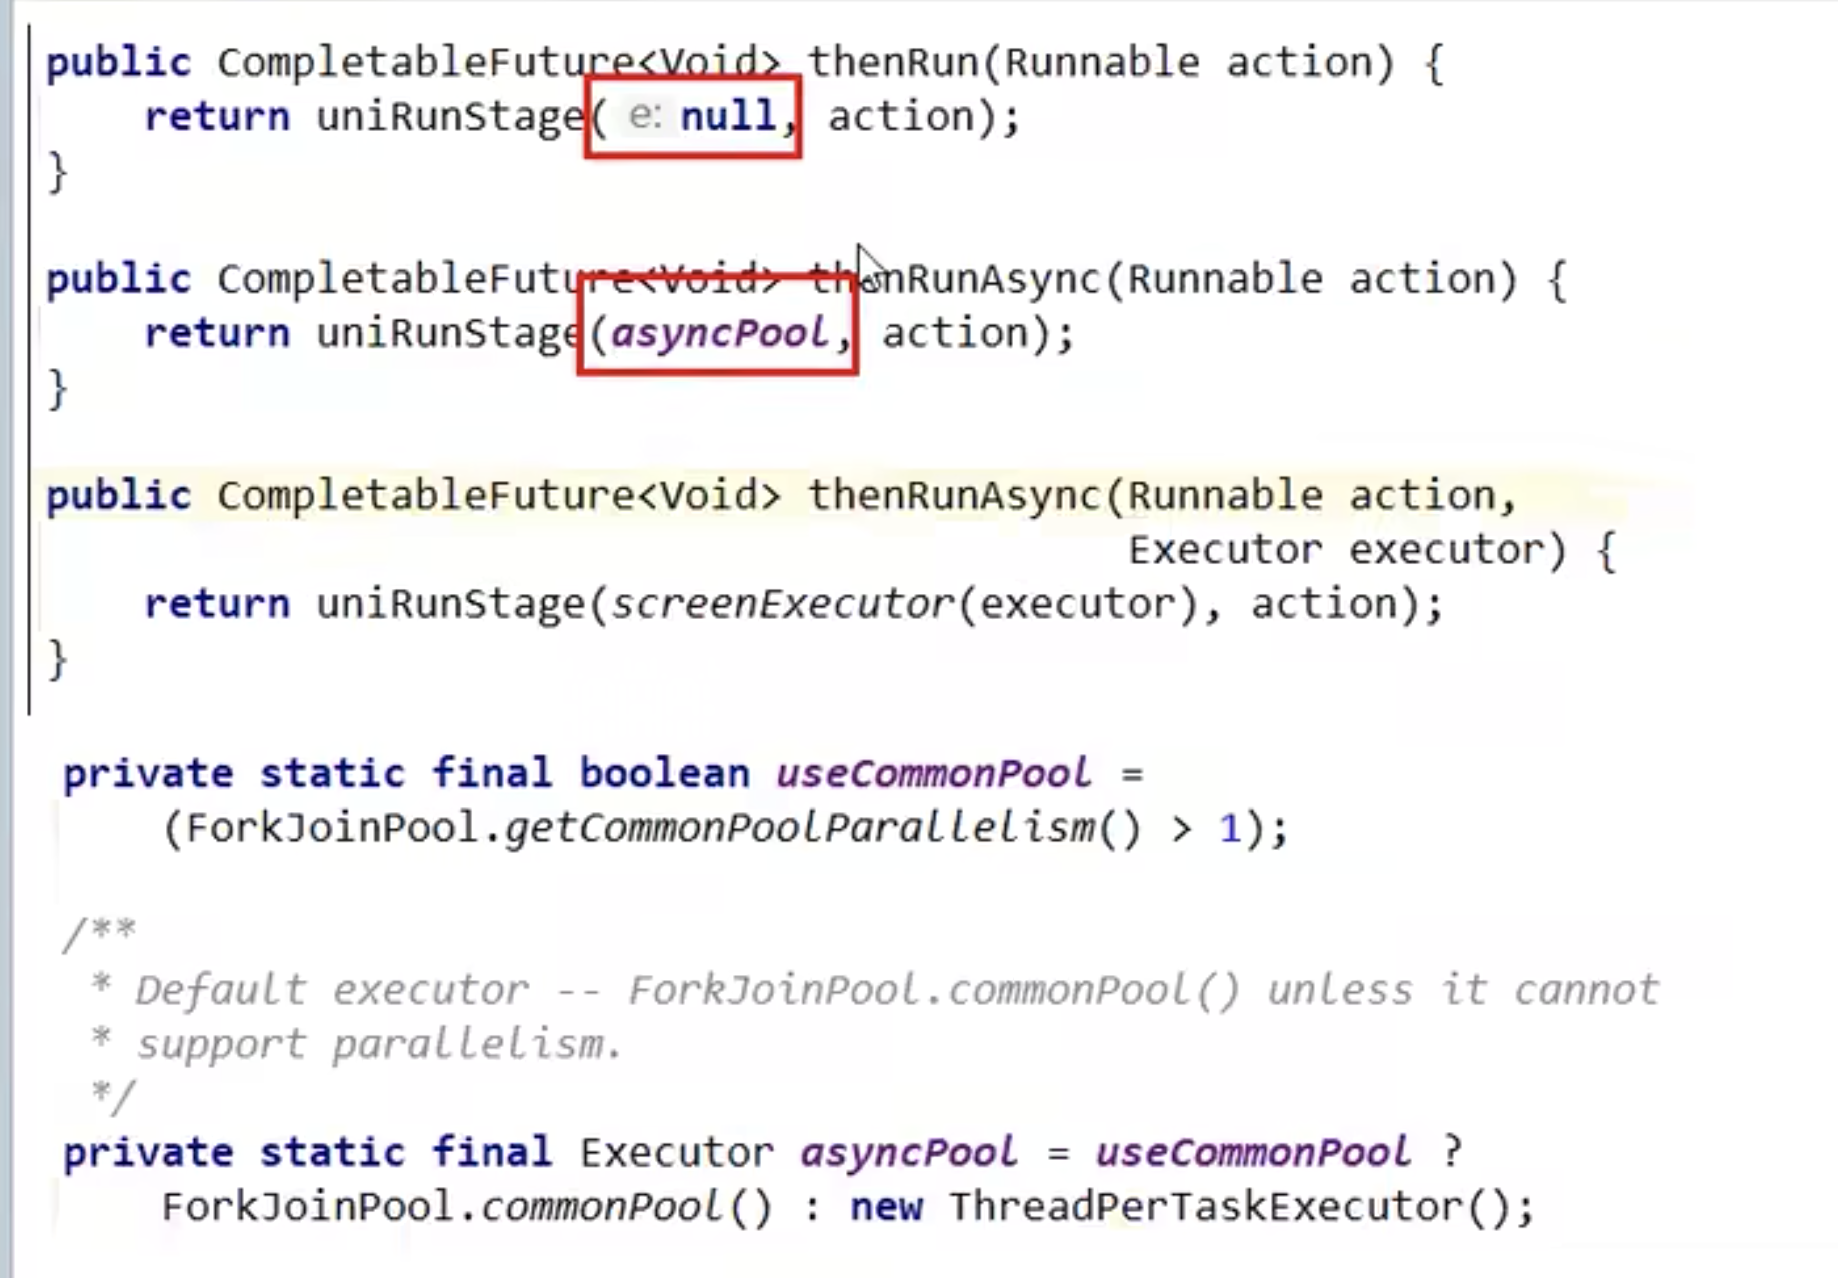 public CompletableFuture<Void> thenRun(Runnable action) {
    return uniRunStage( e: null, action);
}
public CompletableFuture<Void> thenRunAsync(Runnable action) {
    return uniRunStage(asyncPool, action);
}
public CompletableFuture<Void> thenRunAsync(Runnable action,
                                            Executor executor) {
    return uniRunStage(screenExecutor(executor), action);
}
private static final boolean useCommonPool =
    (ForkJoinPool.getCommonPoolParallelism() > 1);
/**
 * Default executor -- ForkJoinPool.commonPool() unless it cannot
 * support parallelism.
 */
private static final Executor asyncPool = useCommonPool ?
    ForkJoinPool.commonPool() : new ThreadPerTaskExecutor();